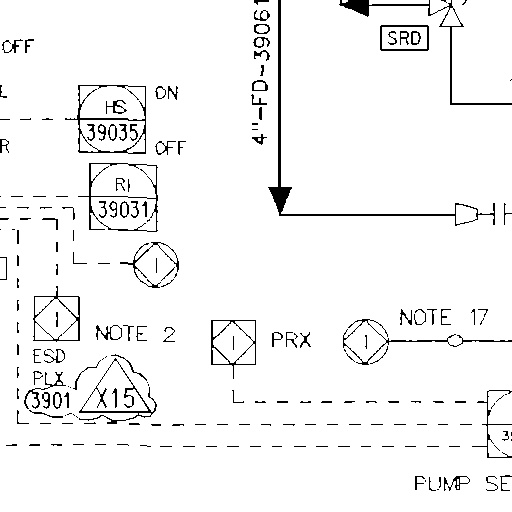 OFF
4"-FD-39061
SRD
ON
HS
39035
OFF
R
RI
39031
I
I
NOTE 2
I
PRX
I
NOTE 17
ESD
PLX
3901
X15
PUMP SE